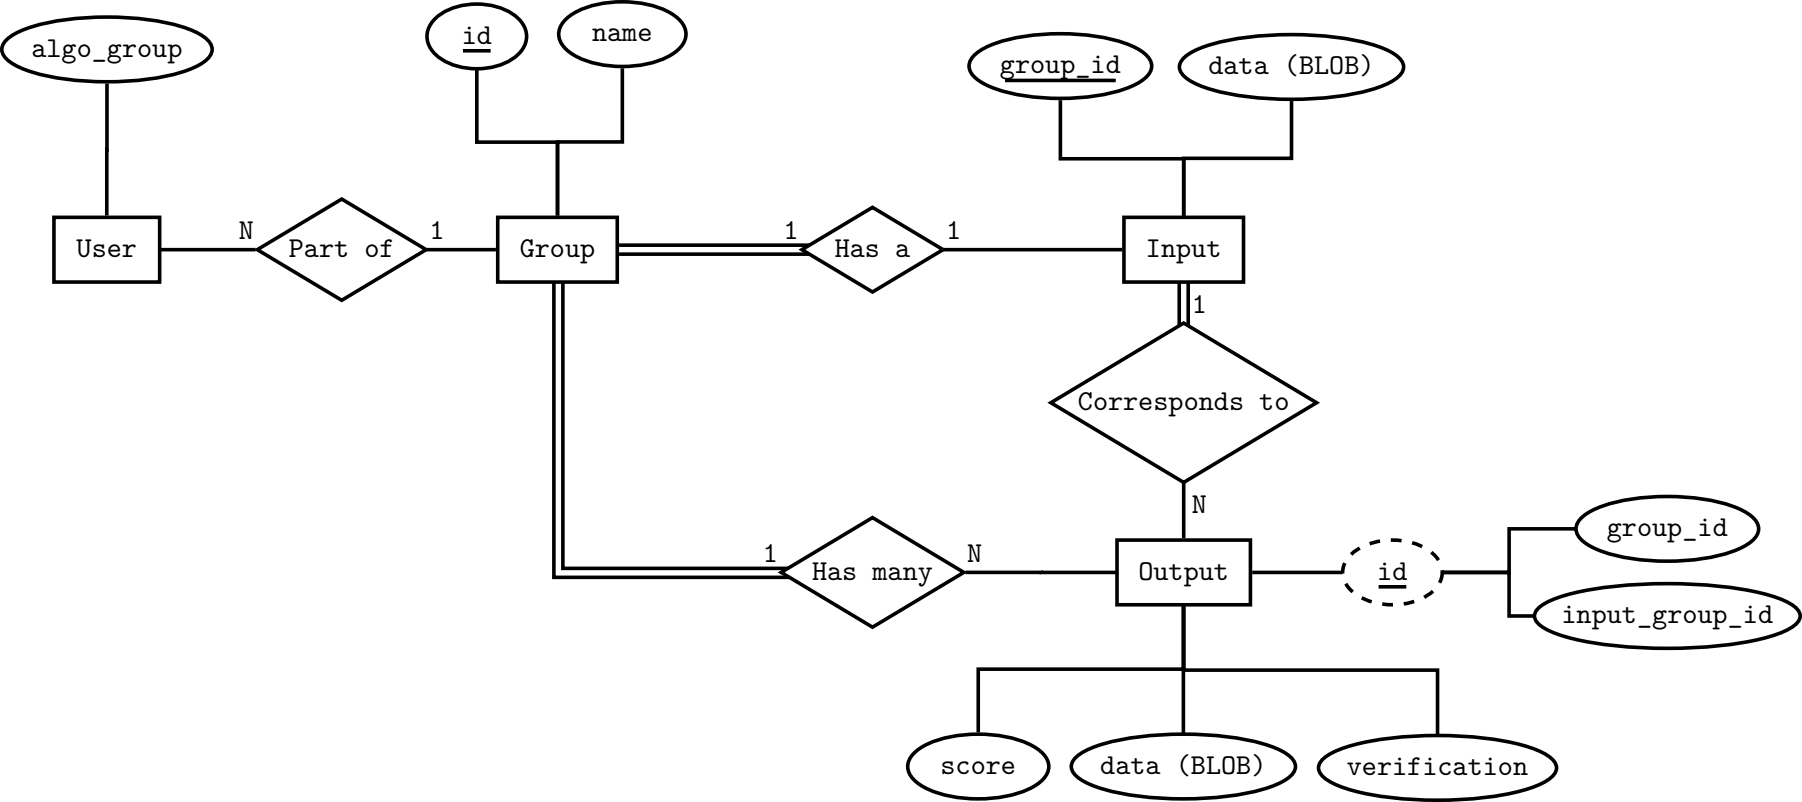 algo_group
id
name
group_id
data (BLOB)
User
N
Part of
1
Group
1
Has a
1
Input
1
Corresponds to
N
1
Has many
N
Output
id
group_id
input_group_id
score
data (BLOB)
verification